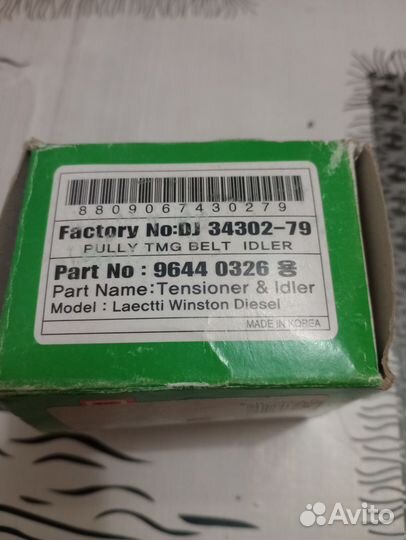 8809067430279
Factory No:DJ 34302-79
PULLY TMG BELT IDLER
Part No : 9644 0326 용
Part Name:Tensioner & Idler
Model : Laectti Winston Diesel
MADE IN KOREA
Avito